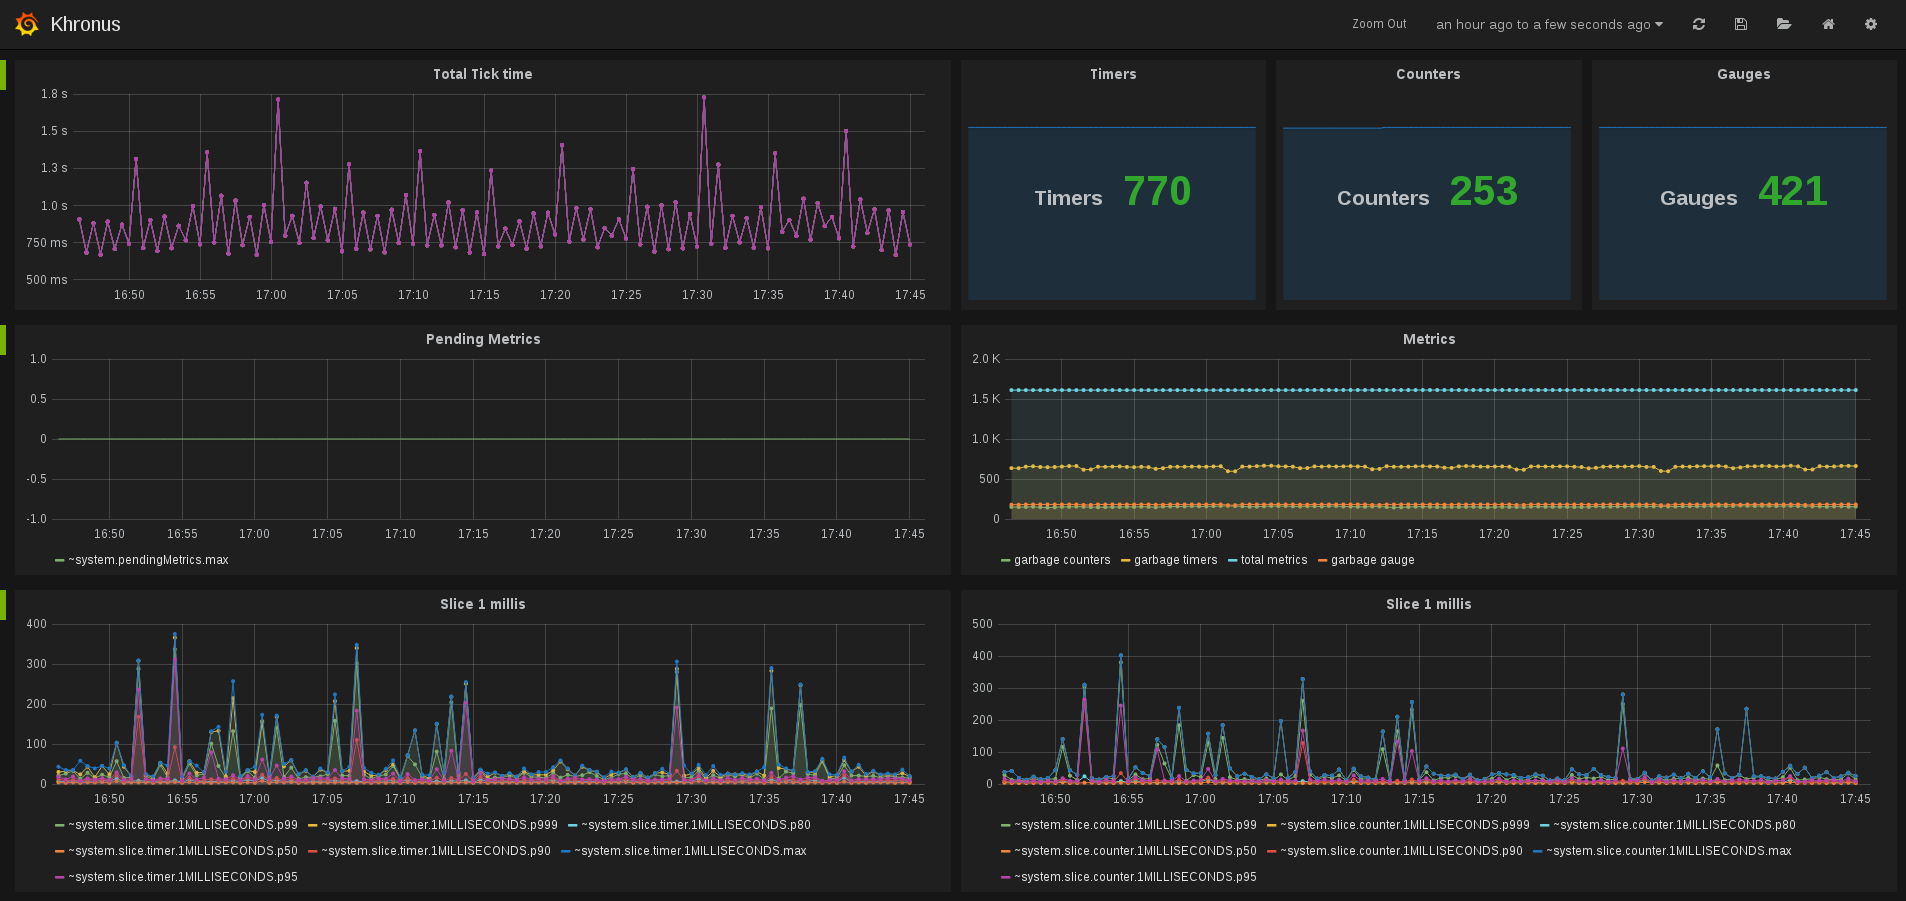 Khronus
Zoom Out an hour ago to a few seconds ago
Total Tick time
1.8 s
1.5 s
1.3 s
1.0 s
750 ms
500 ms
16:50 16:55 17:00 17:05 17:10 17:15 17:20 17:25 17:30 17:35 17:40 17:45
Timers
Timers 770
Counters
Counters 253
Gauges
Gauges 421
Pending Metrics
1.0
0.5
0
-0.5
-1.0
16:50 16:55 17:00 17:05 17:10 17:15 17:20 17:25 17:30 17:35 17:40 17:45
~system.pendingMetrics.max
Metrics
2.0 K
1.5 K
1.0 K
500
0
16:50 16:55 17:00 17:05 17:10 17:15 17:20 17:25 17:30 17:35 17:40 17:45
garbage counters garbage timers total metrics garbage gauge
Slice 1 millis
400
300
200
100
0
16:50 16:55 17:00 17:05 17:10 17:15 17:20 17:25 17:30 17:35 17:40 17:45
~system.slice.timer.1MILLISECONDS.p99 ~system.slice.timer.1MILLISECONDS.p999 ~system.slice.timer.1MILLISECONDS.p80
~system.slice.timer.1MILLISECONDS.p50 ~system.slice.timer.1MILLISECONDS.p90 ~system.slice.timer.1MILLISECONDS.max
~system.slice.timer.1MILLISECONDS.p95
Slice 1 millis
500
400
300
200
100
0
16:50 16:55 17:00 17:05 17:10 17:15 17:20 17:25 17:30 17:35 17:40 17:45
~system.slice.counter.1MILLISECONDS.p99 ~system.slice.counter.1MILLISECONDS.p999 ~system.slice.counter.1MILLISECONDS.p80
~system.slice.counter.1MILLISECONDS.p50 ~system.slice.counter.1MILLISECONDS.p90 ~system.slice.counter.1MILLISECONDS.max
~system.slice.counter.1MILLISECONDS.p95